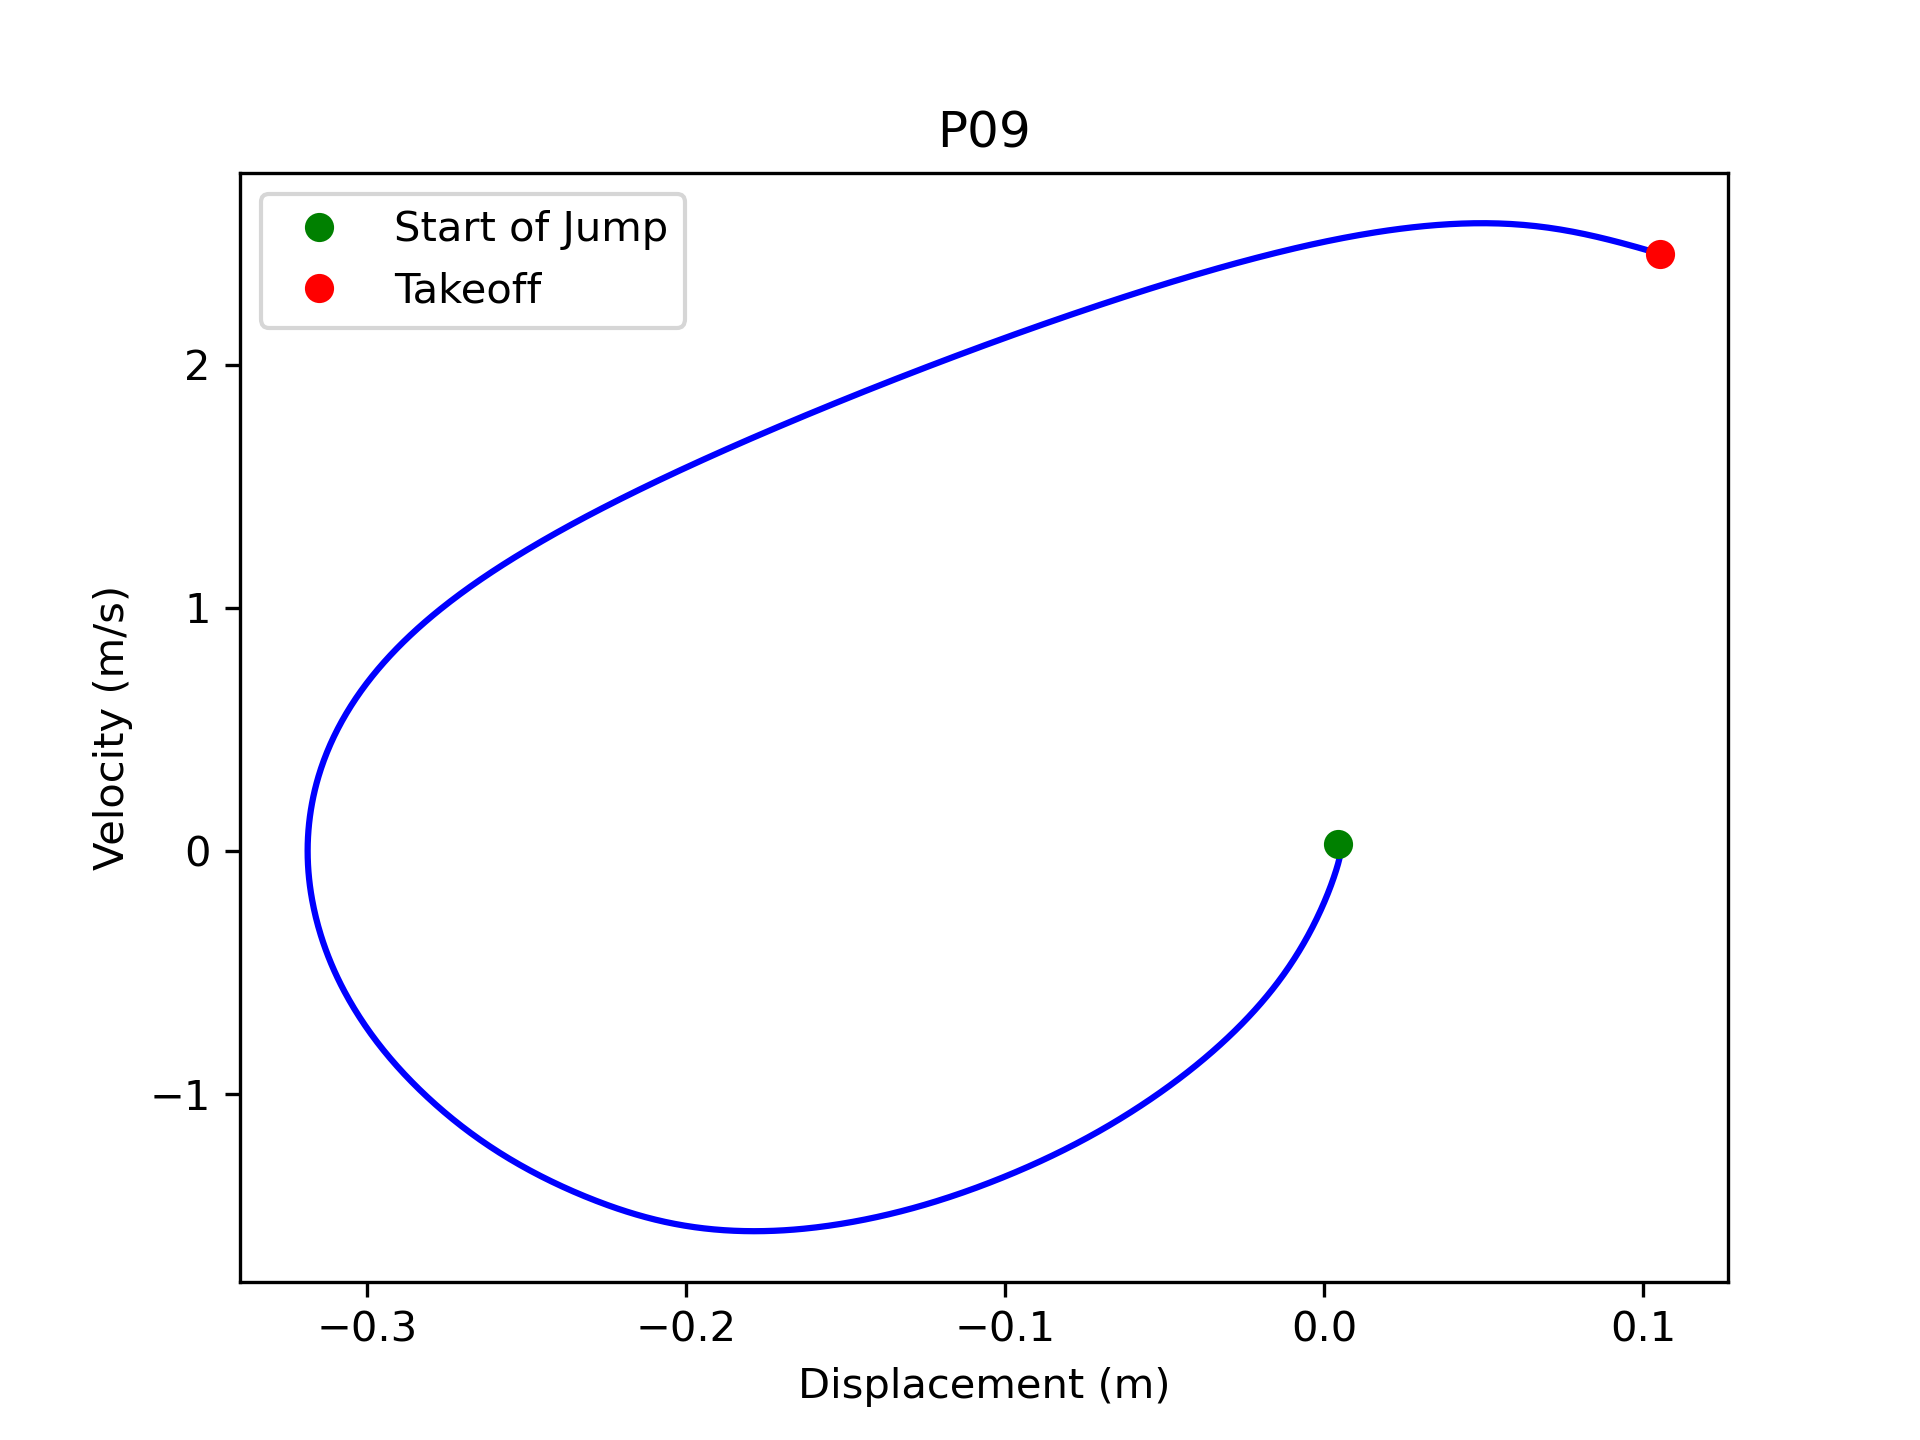 P09
Start of Jump
Takeoff
2
1
0
−1
Velocity (m/s)
−0.3 −0.2 −0.1 0.0 0.1
Displacement (m)